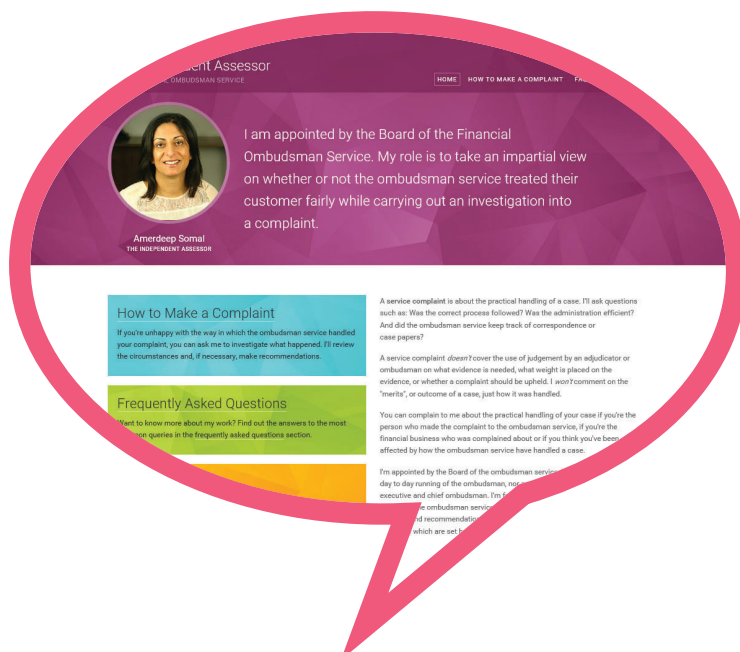 Assessor
OMBUDSMAN SERVICE
HOME HOW TO MAKE A COMPLAINT
I am appointed by the Board of the Financial
Ombudsman Service. My role is to take an impartial view
on whether or not the ombudsman service treated their
customer fairly while carrying out an investigation into
a complaint.
Amerdeep Somal
THE INDEPENDENT ASSESSOR
How to Make a Complaint
If you're unhappy with the way in which the ombudsman service handled
your complaint, you can ask me to investigate what happened. I'll review
the circumstances and, if necessary, make recommendations.
Frequently Asked Questions
Want to know more about my work? Find out the answers to the most
queries in the frequently asked questions section.
A service complaint is about the practical handling of a case. I'll ask questions
such as: Was the correct process followed? Was the administration efficient?
And did the ombudsman service keep track of correspondence or
case papers?
A service complaint doesn't cover the use of judgement by an adjudicator or
ombudsman on what evidence is needed, what weight is placed on the
evidence, or whether a complaint should be upheld. I won't comment on the
"merits", or outcome of a case, just how it was handled.
You can complain to me about the practical handling of your case if you're the
person who made the complaint to the ombudsman service, if you're the
financial business who was complained about or if you think you've been
affected by how the ombudsman service have handled a case.
I'm appointed by the Board of the ombudsman service
day to day running of the ombudsman, nor
executive and chief ombudsman. I'm
ombudsman service
and recommendation
which are set